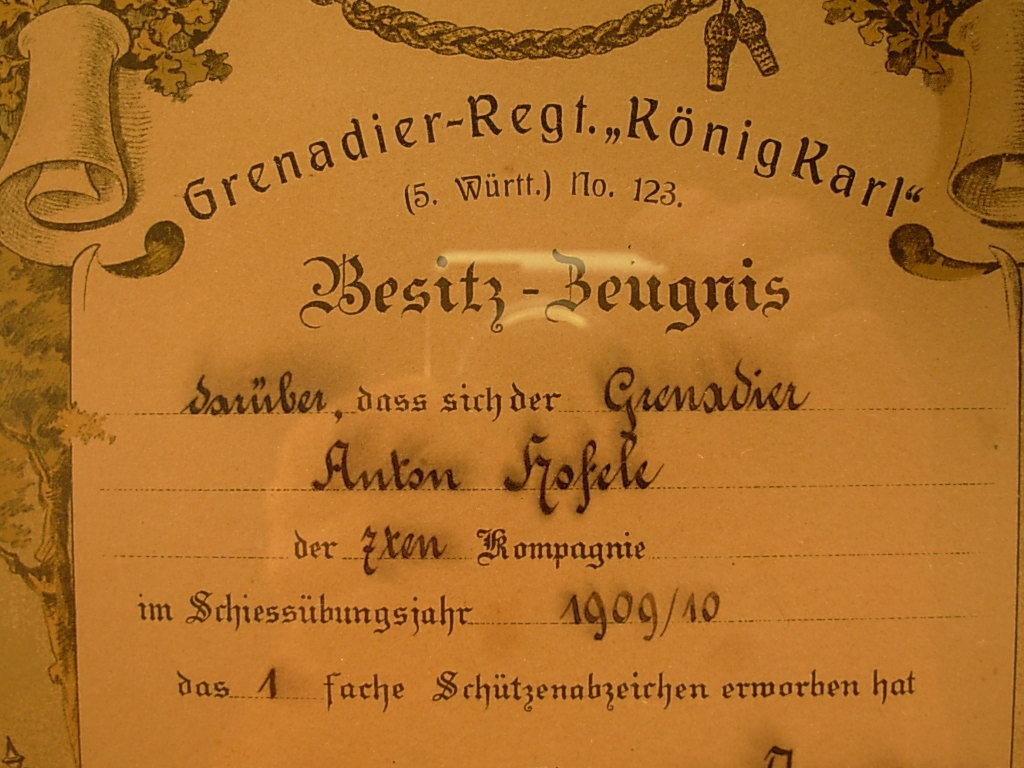 Grenadier-Regt. „König Karl“
(5. Württ.) No. 123.
Besitz-Zeugnis
darüber, dass sich der Grenadier
Anton Hofele
der 7ten Kompagnie
im Schiessübungsjahr 1909/10
das 1 fache Schützenabzeichen erworben hat